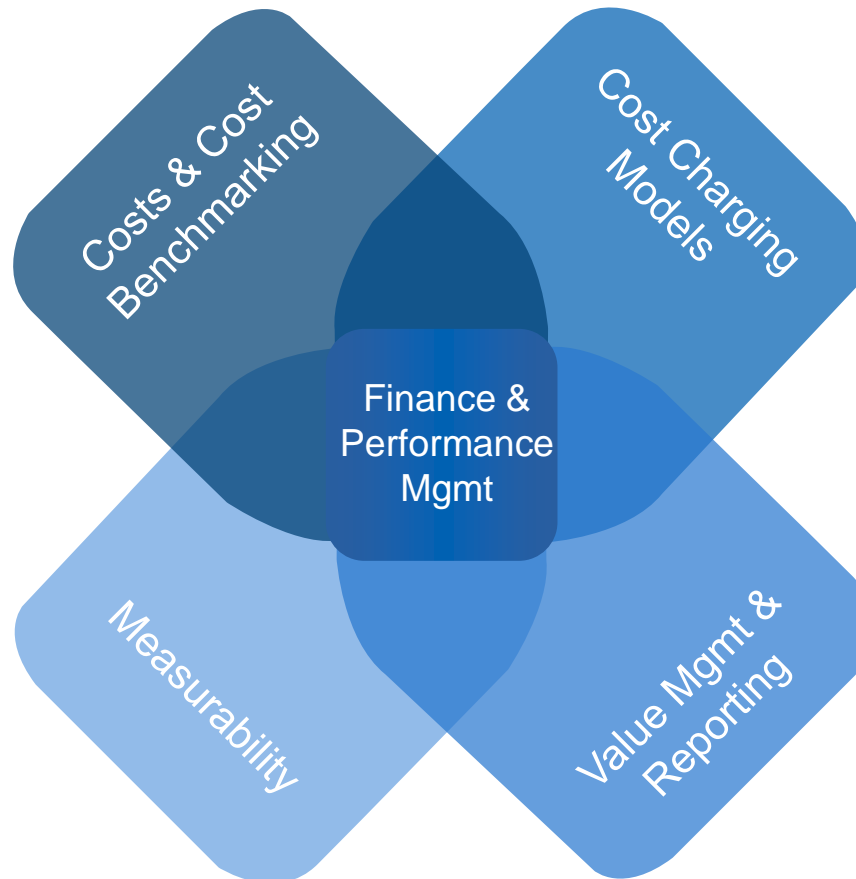 Costs & Cost
Benchmarking
Cost Charging
Models
Finance &
Performance
Mgmt
Measurability
Value Mgmt &
Reporting